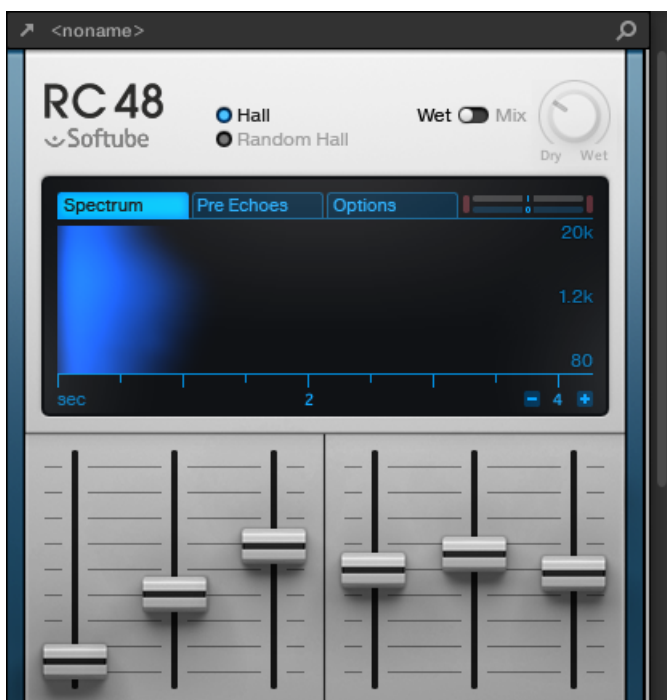 <noname>
RC 48
Softube
Hall
Random Hall
Wet Mix
Dry Wet
Spectrum Pre Echoes Options
I
O
20k
1.2k
80
sec 2 - 4 +